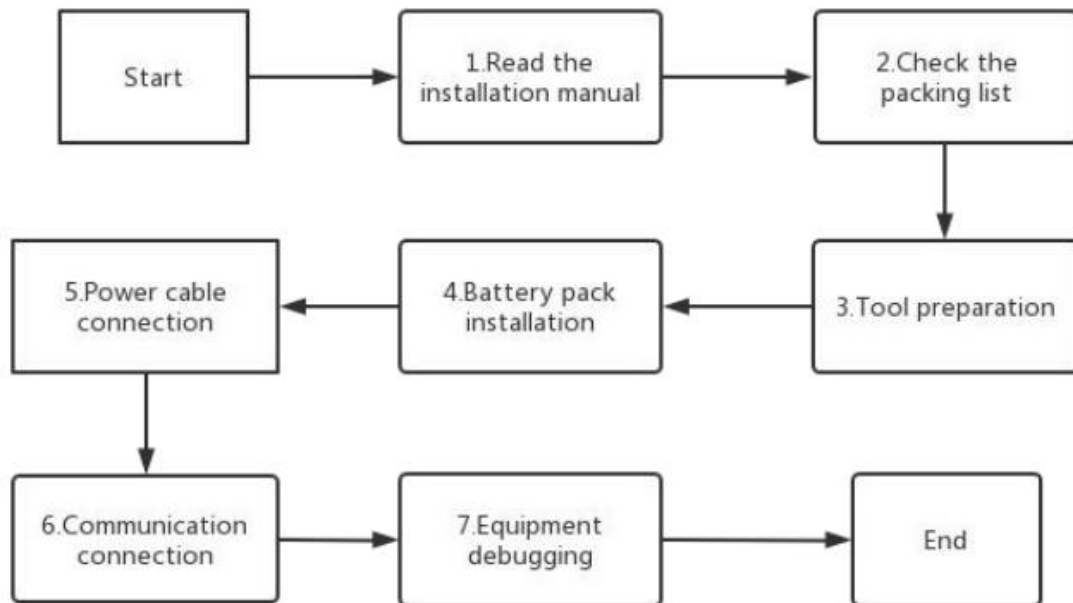 Start
1.Read the
installation manual
2.Check the
packing list
3.Tool preparation
4.Battery pack
installation
5.Power cable
connection
6.Communication
connection
7.Equipment
debugging
End